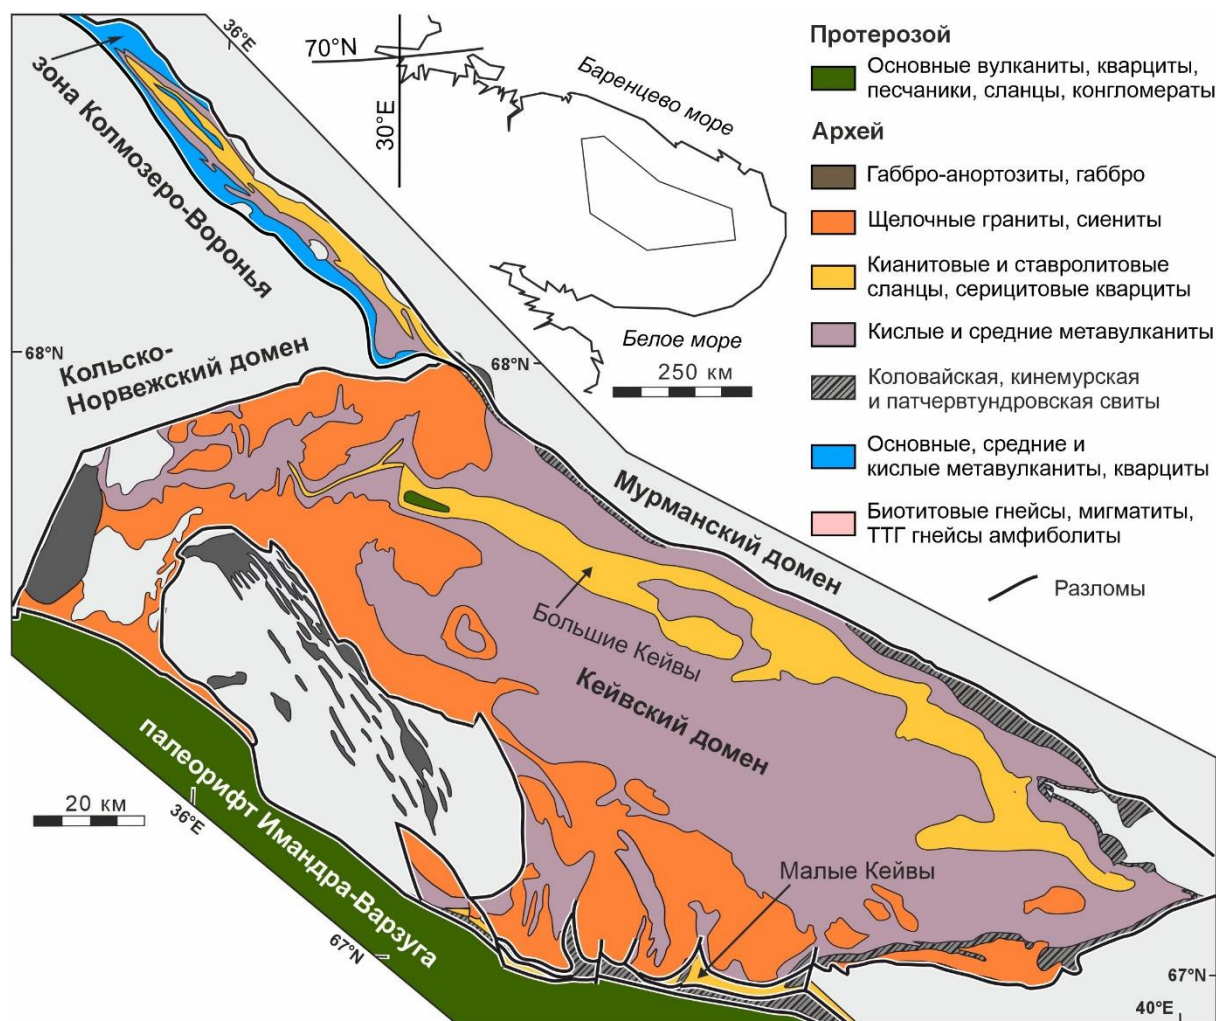 36°E
70°N
30°E
Баренцево море
Белое море
250 км
зона Колмозеро-Воронья
68°N
Кольско-
Норвежский домен
68°N
Мурманский домен
Большие Кейвы
Кейвский домен
Малые Кейвы
палеорифт Имандра-Варзуга
20 км
36°E
67°N
67°N
40°E
Протерозой
Основные вулканиты, кварциты,
песчаники, сланцы, конгломераты
Архей
Габбро-анортозиты, габбро
Щелочные граниты, сиениты
Кианитовые и ставролитовые
сланцы, серицитовые кварциты
Кислые и средние метавулканиты
Коловайская, кинемурская
и патчервтундровская свиты
Основные, средние и
кислые метавулканиты, кварциты
Биотитовые гнейсы, мигматиты,
ТТГ гнейсы амфиболиты
Разломы